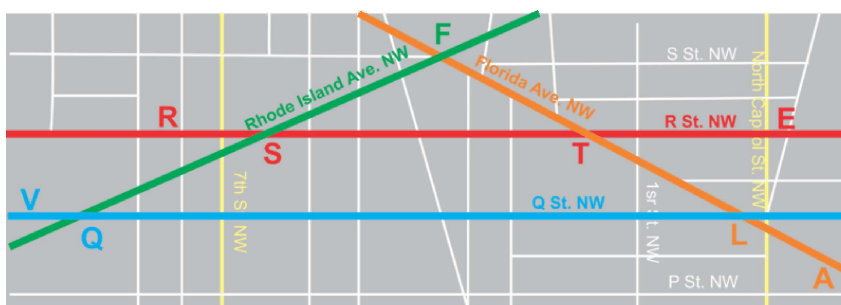 F
S St. NW
Rhode Island Ave. NW
Florida Ave. NW
North Capitol St. NW
R
R St. NW
E
S
T
7th St. NW
1sr St. NW
V
Q St. NW
Q
L
P St. NW
A